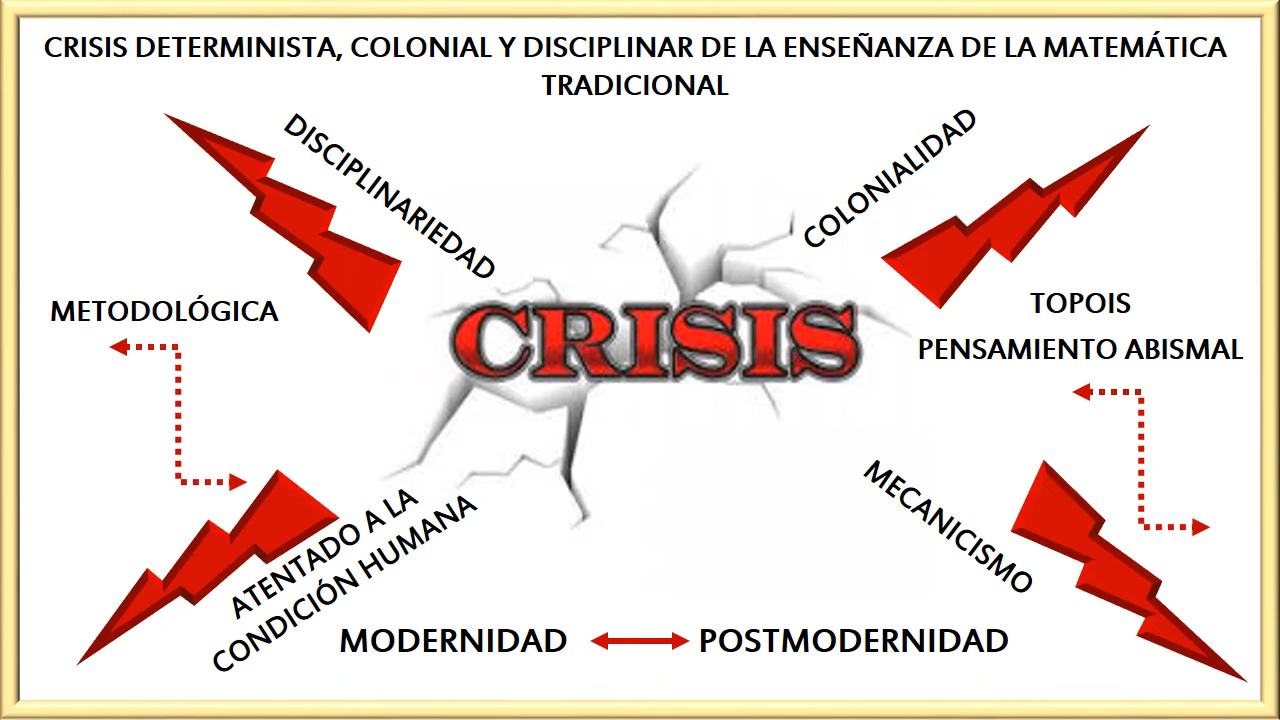 CRISIS DETERMINISTA, COLONIAL Y DISCIPLINAR DE LA ENSEÑANZA DE LA MATEMÁTICA
TRADICIONAL
DISCIPLINARIEDAD
COLONIALIDAD
METODOLÓGICA
CRISIS
TOPOIS
PENSAMIENTO ABISMAL
ATENTADO A LA
CONDICIÓN HUMANA
MECANICISMO
MODERNIDAD
POSTMODERNIDAD